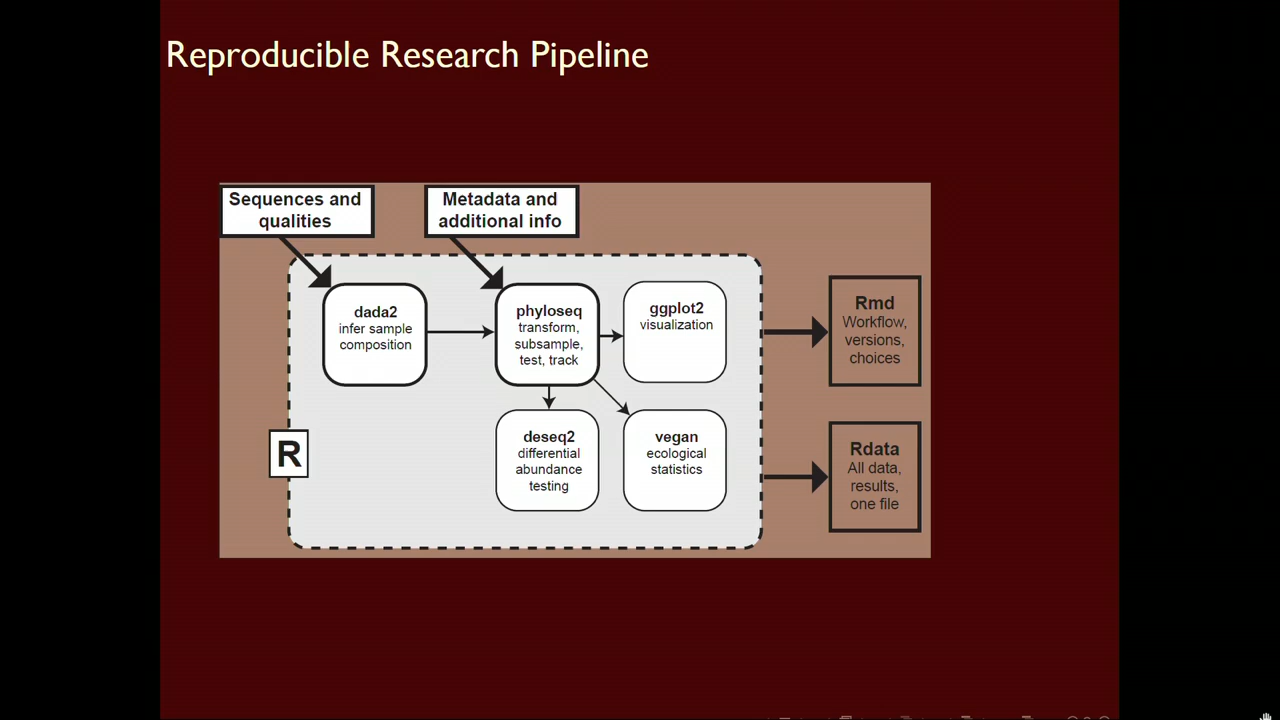 Reproducible Research Pipeline
Sequences and
qualities
Metadata and
additional info
dada2
infer sample
composition
phyloseq
transform,
subsample,
test, track
ggplot2
visualization
Rmd
Workflow,
versions,
choices
R
deseq2
differential
abundance
testing
vegan
ecological
statistics
Rdata
All data,
results,
one file